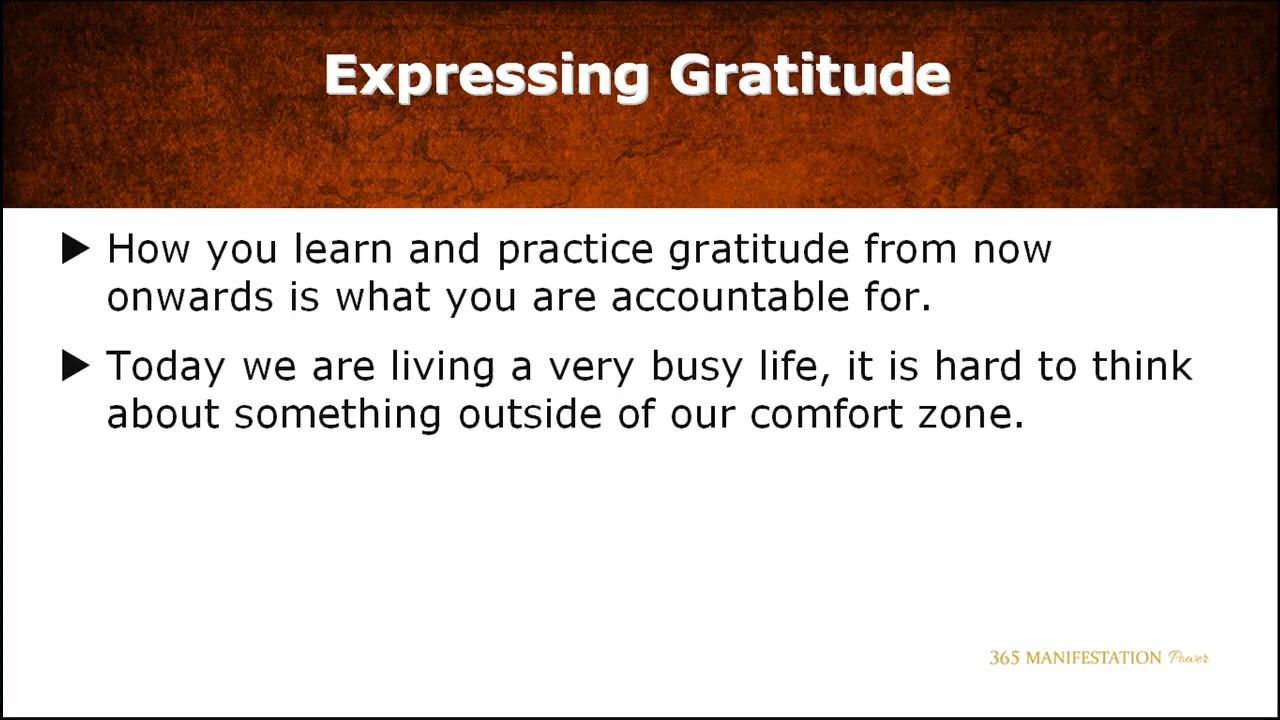 Expressing Gratitude
How you learn and practice gratitude from now
onwards is what you are accountable for.
Today we are living a very busy life, it is hard to think
about something outside of our comfort zone.
365 MANIFESTATION Power